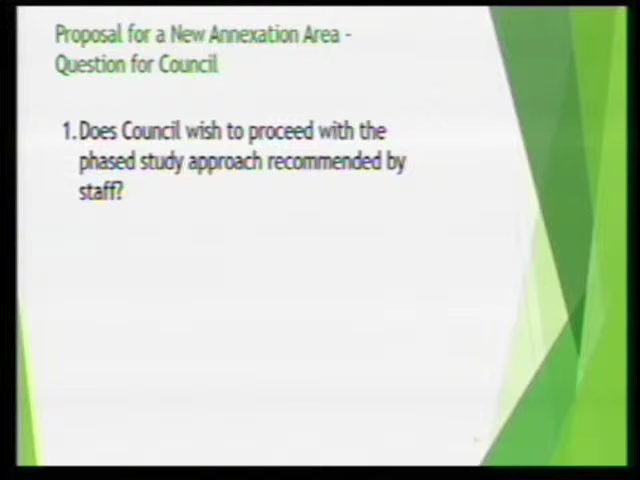 Proposal for a New Annexation Area -
Question for Council
1. Does Council wish to proceed with the
phased study approach recommended by
staff?